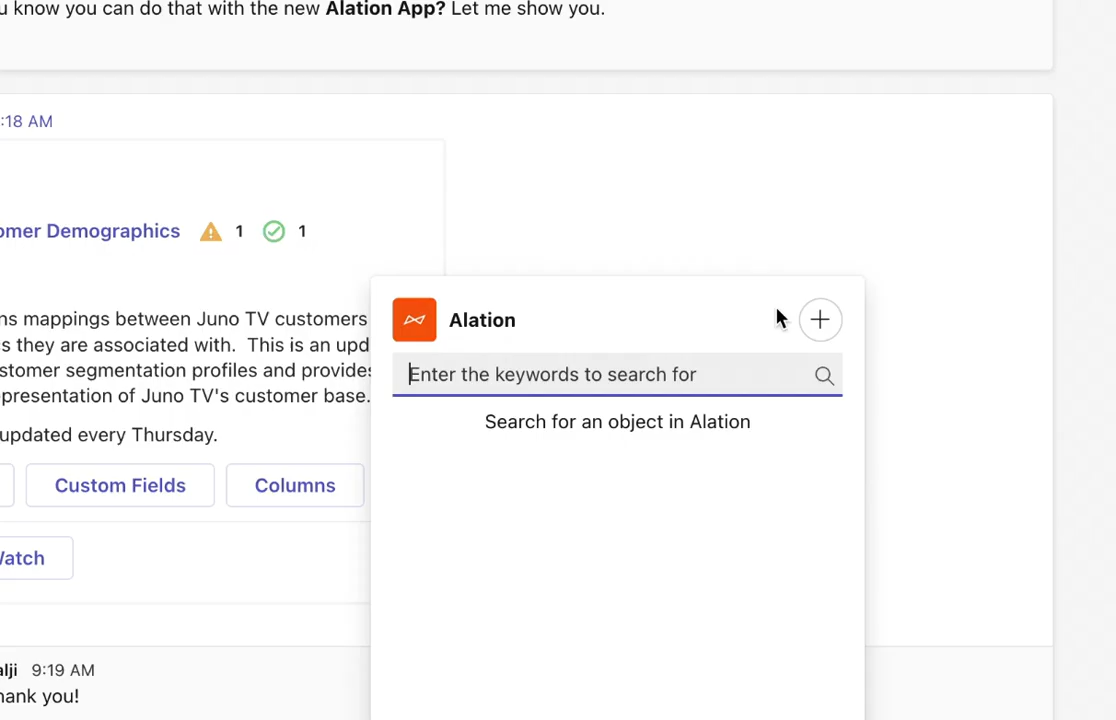 u know you can do that with the new Alation App? Let me show you.
:18 AM
omer Demographics 1 1
ns mappings between Juno TV customers
s they are associated with. This is an upd
stomer segmentation profiles and provides
presentation of Juno TV's customer base.
updated every Thursday.
Custom Fields Columns
Watch
alji 9:19 AM
hank you!
Alation
Enter the keywords to search for
Search for an object in Alation